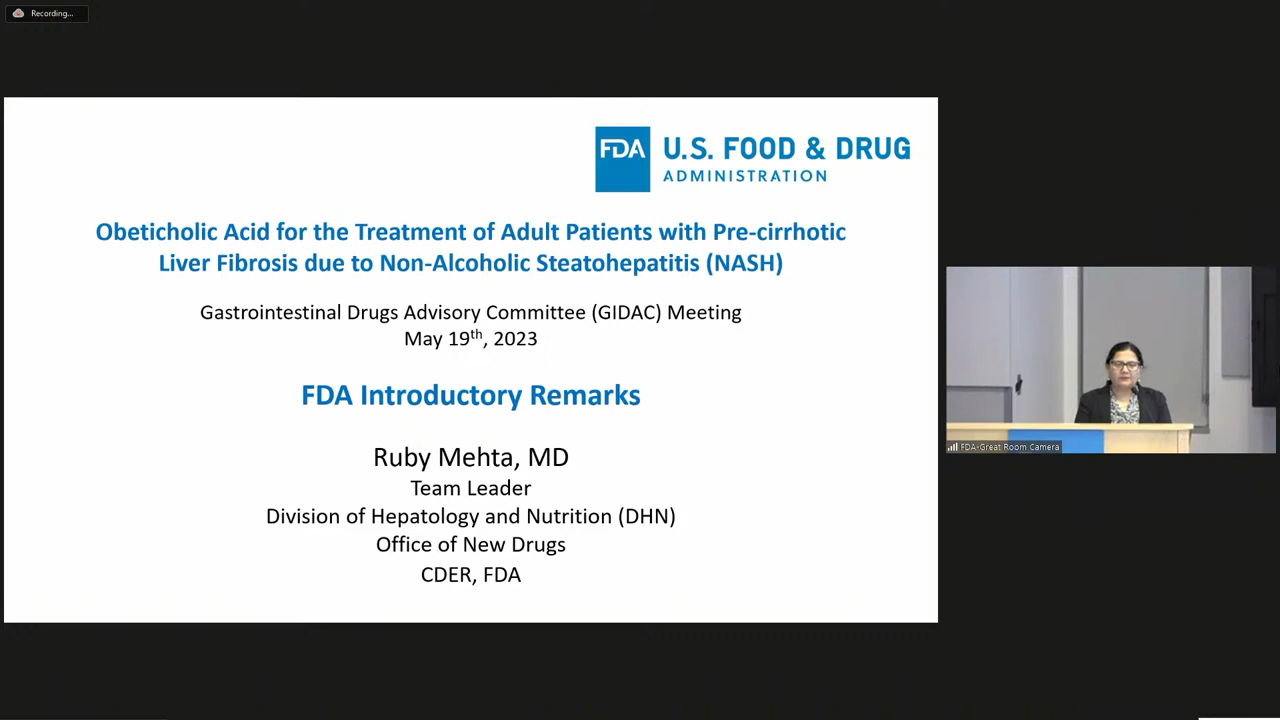 Recording...
FDA U.S. FOOD & DRUG
ADMINISTRATION
Obeticholic Acid for the Treatment of Adult Patients with Pre-cirrhotic
Liver Fibrosis due to Non-Alcoholic Steatohepatitis (NASH)
Gastrointestinal Drugs Advisory Committee (GIDAC) Meeting
May 19th, 2023
FDA Introductory Remarks
Ruby Mehta, MD
Team Leader
Division of Hepatology and Nutrition (DHN)
Office of New Drugs
CDER, FDA
FDA-Great Room Camera